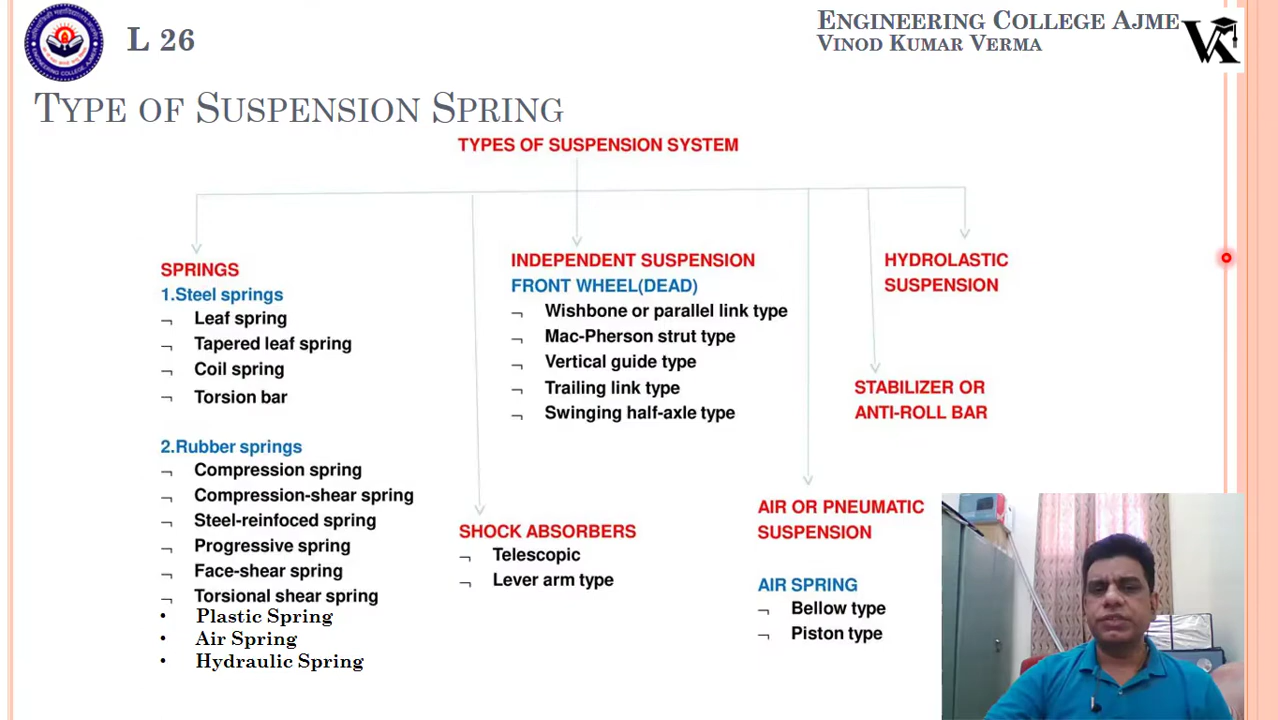 L 26
ENGINEERING COLLEGE AJME
VINOD KUMAR VERMA
TYPE OF SUSPENSION SPRING
TYPES OF SUSPENSION SYSTEM
SPRINGS
1.Steel springs
¬ Leaf spring
¬ Tapered leaf spring
¬ Coil spring
¬ Torsion bar
2.Rubber springs
¬ Compression spring
¬ Compression-shear spring
¬ Steel-reinfoced spring
¬ Progressive spring
¬ Face-shear spring
¬ Torsional shear spring
• Plastic Spring
• Air Spring
• Hydraulic Spring
SHOCK ABSORBERS
¬ Telescopic
¬ Lever arm type
INDEPENDENT SUSPENSION
FRONT WHEEL(DEAD)
¬ Wishbone or parallel link type
¬ Mac-Pherson strut type
¬ Vertical guide type
¬ Trailing link type
¬ Swinging half-axle type
AIR OR PNEUMATIC
SUSPENSION
AIR SPRING
¬ Bellow type
¬ Piston type
STABILIZER OR
ANTI-ROLL BAR
HYDROLASTIC
SUSPENSION